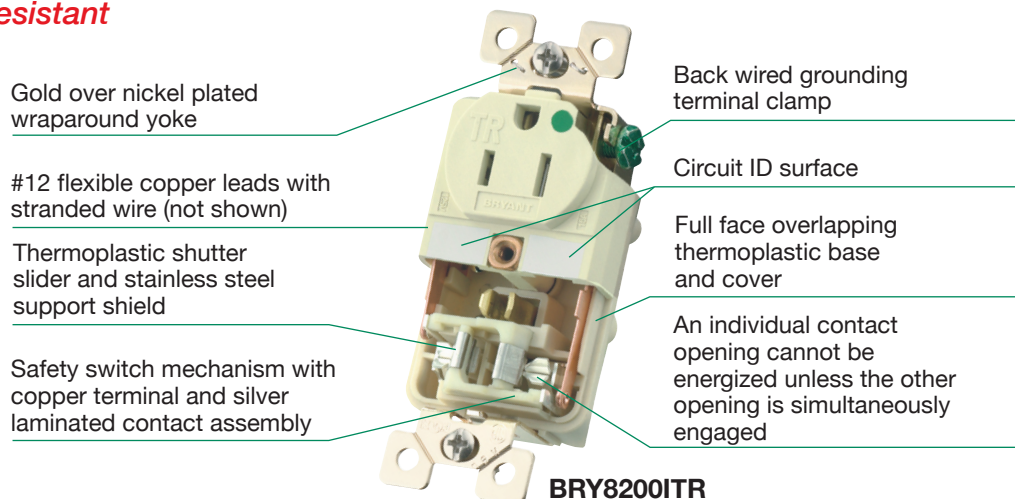 esistant
Gold over nickel plated
wraparound yoke
#12 flexible copper leads with
stranded wire (not shown)
Thermoplastic shutter
slider and stainless steel
support shield
Safety switch mechanism with
copper terminal and silver
laminated contact assembly
TR
BRYANT
Back wired grounding
terminal clamp
Circuit ID surface
Full face overlapping
thermoplastic base
and cover
An individual contact
opening cannot be
energized unless the other
opening is simultaneously
engaged
BRY8200ITR